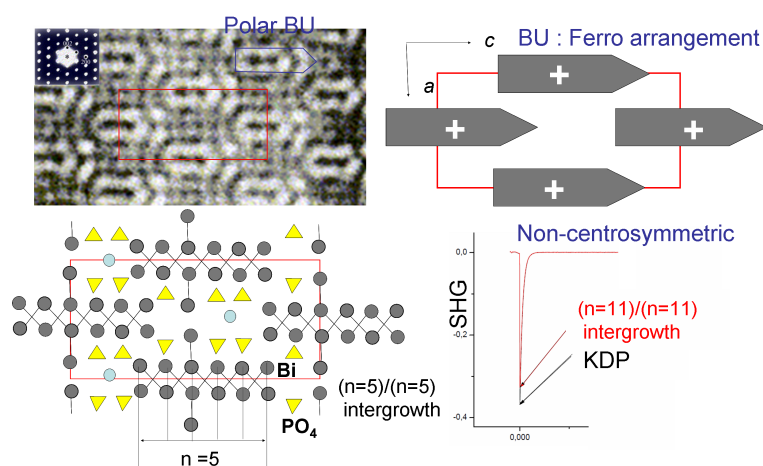 Polar BU
BU : Ferro arrangement
c
a
+
+
+
+
Bi
PO4
(n=5)/(n=5)
intergrowth
n =5
Non-centrosymmetric
SHG
0,0
-0,2
-0,4
0,000
(n=11)/(n=11)
intergrowth
KDP